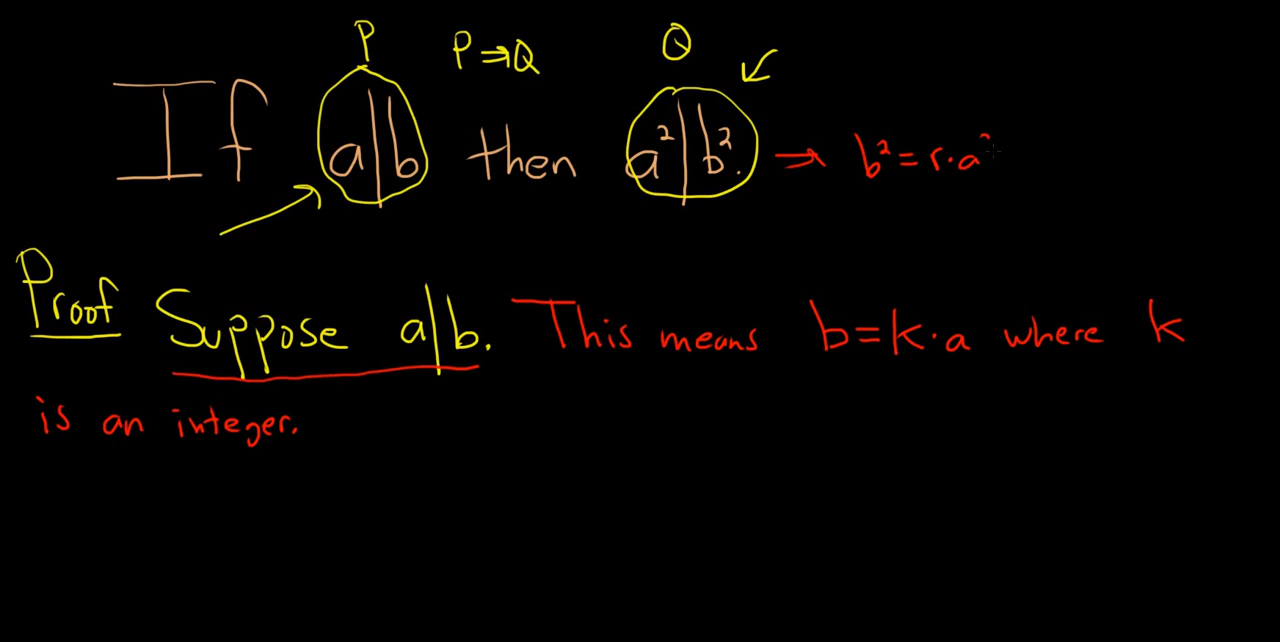 P P ⇒ Q Q
If a|b then a²|b². → b² = r·a²
Proof Suppose a|b. This means b = k·a where k
is an integer.